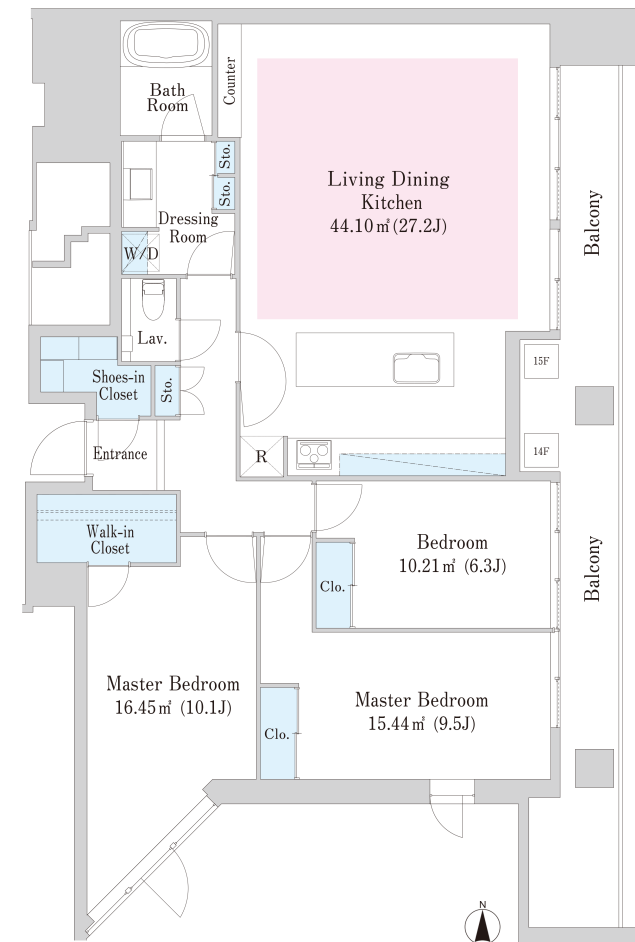 Bath
Room
Counter
Sto.
Sto.
Living Dining
Kitchen
44.10㎡(27.2J)
Balcony
Dressing
Room
W/D
Lav.
15F
Shoes-in
Closet
Sto.
Entrance
R
14F
Walk-in
Closet
Bedroom
10.21㎡ (6.3J)
Balcony
Clo.
Master Bedroom
16.45㎡ (10.1J)
Master Bedroom
15.44㎡ (9.5J)
Clo.
N